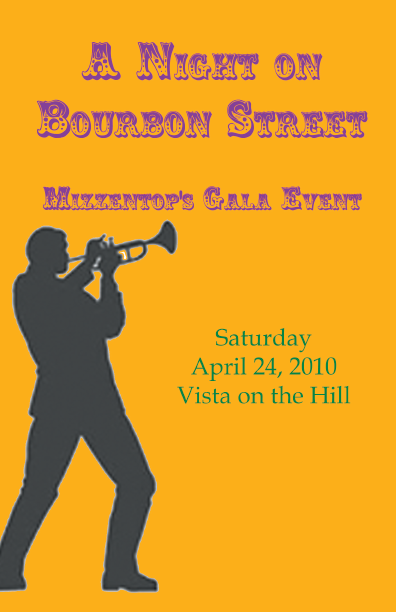 A Night on
Bourbon Street
Mizzentop's Gala Event
Saturday
April 24, 2010
Vista on the Hill